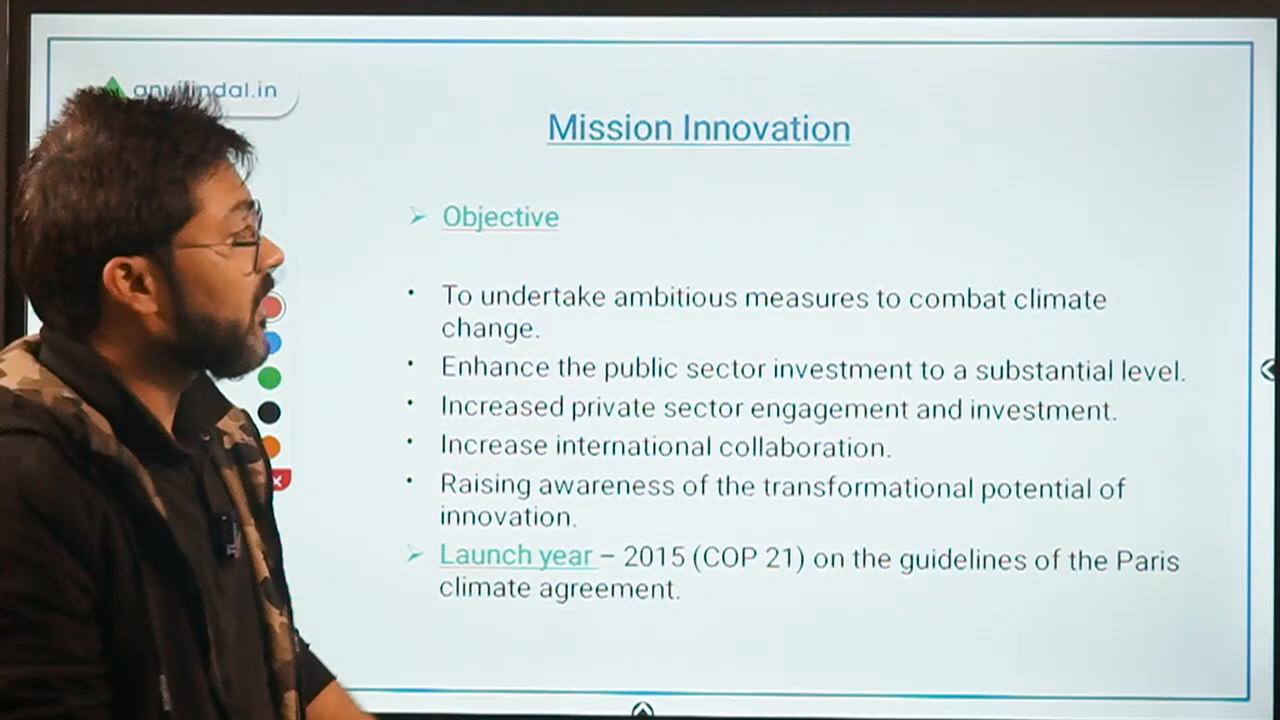 anujjindal.in
Mission Innovation
➢ Objective
• To undertake ambitious measures to combat climate
change.
• Enhance the public sector investment to a substantial level.
• Increased private sector engagement and investment.
• Increase international collaboration.
• Raising awareness of the transformational potential of
innovation.
➢ Launch year – 2015 (COP 21) on the guidelines of the Paris
climate agreement.